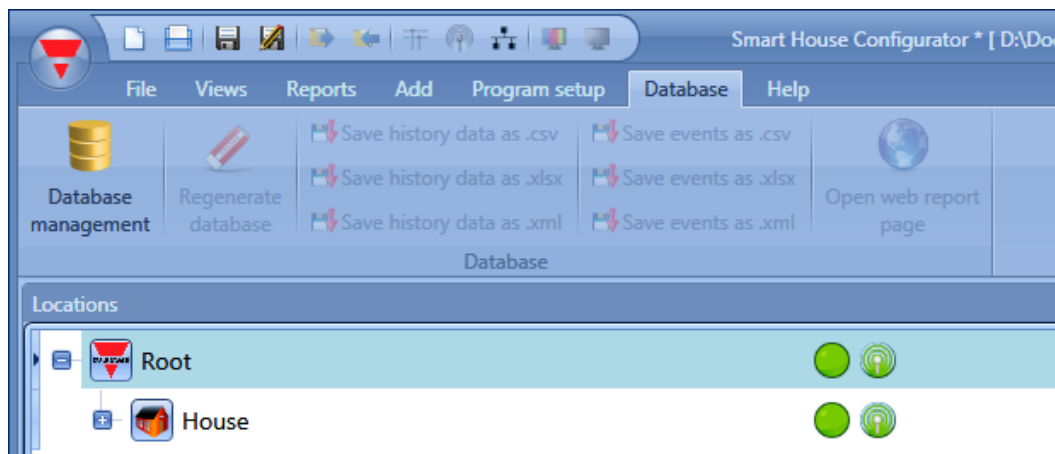 Smart House Configurator * [ D:\Doc
File Views Reports Add Program setup Database Help
Database management
Regenerate database
Save history data as .csv
Save history data as .xlsx
Save history data as .xml
Save events as .csv
Save events as .xlsx
Save events as .xml
Open web report page
Database
Locations
Root
House